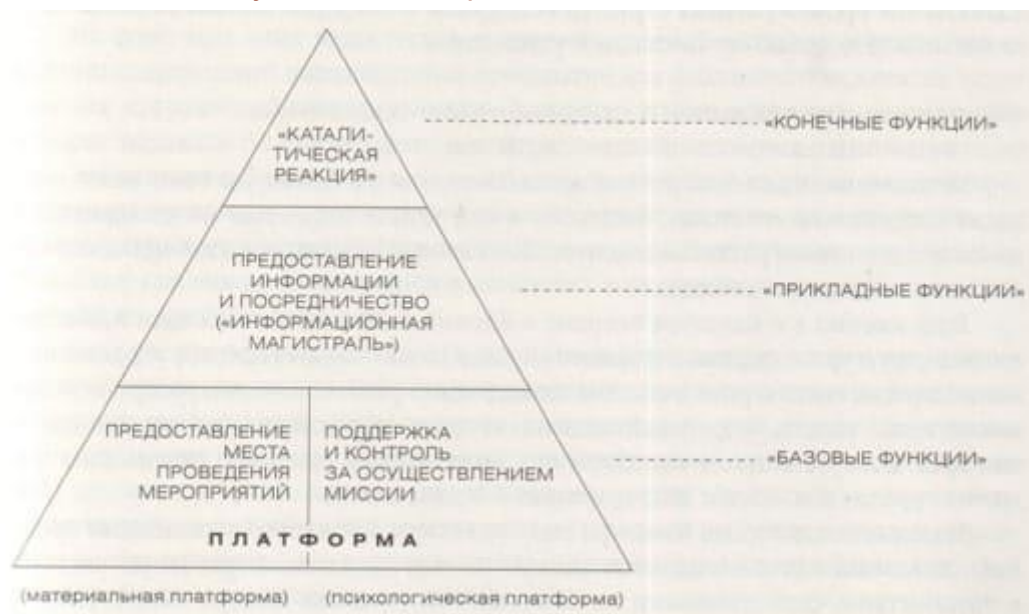 «КАТАЛИ-
ТИЧЕСКАЯ
РЕАКЦИЯ»
«КОНЕЧНЫЕ ФУНКЦИИ»
ПРЕДОСТАВЛЕНИЕ
ИНФОРМАЦИИ
И ПОСРЕДНИЧЕСТВО
(«ИНФОРМАЦИОННАЯ
МАГИСТРАЛЬ»)
«ПРИКЛАДНЫЕ ФУНКЦИИ»
ПРЕДОСТАВЛЕНИЕ
МЕСТА
ПРОВЕДЕНИЯ
МЕРОПРИЯТИЙ
ПОДДЕРЖКА
И КОНТРОЛЬ
ЗА ОСУЩЕСТВЛЕНИЕМ
МИССИИ
«БАЗОВЫЕ ФУНКЦИИ»
ПЛАТФОРМА
(материальная платформа)
(психологическая платформа)